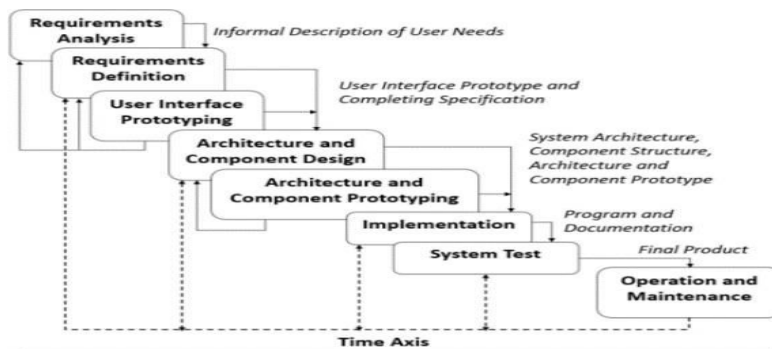 Requirements
Analysis
Informal Description of User Needs
Requirements
Definition
User Interface Prototype and
Completing Specification
User Interface
Prototyping
Architecture and
Component Design
System Architecture,
Component Structure,
Architecture and
Component Prototype
Architecture and
Component Prototyping
Implementation
Program and
Documentation
System Test
Final Product
Operation and
Maintenance
Time Axis